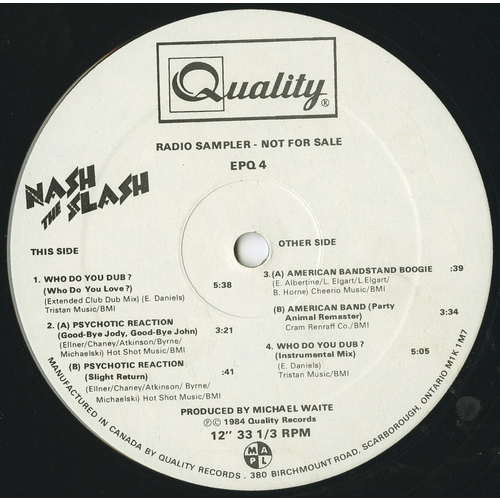 Quality®
RADIO SAMPLER - NOT FOR SALE
EPQ 4
NASH
THE SLASH
THIS SIDE
1. WHO DO YOU DUB ? 5:38
(Who Do You Love?)
(Extended Club Dub Mix) (E. Daniels)
Tristan Music/BMI
2. (A) PSYCHOTIC REACTION 3:21
(Good-Bye Jody, Good-Bye John)
(Ellner/Chaney/Atkinson/Byrne/
Michaelski) Hot Shot Music/BMI
(B) PSYCHOTIC REACTION :41
(Slight Return)
(Ellner/Chaney/Atkinson/ Byrne/
Michaelski) Hot Shot Music/BMI
OTHER SIDE
3. (A) AMERICAN BANDSTAND BOOGIE :39
(E. Albertine/L. Elgart/L Elgart/
B. Horne) Cheerio Music/BMI
(B) AMERICAN BAND (Party 3:34
Animal Remaster)
Cram Renraff Co./BMI
4. WHO DO YOU DUB ? 5:05
(Instrumental Mix)
(E. Daniels)
Tristan Music/BMI
PRODUCED BY MICHAEL WAITE
Ⓟ© 1984 Quality Records
12" 33 1/3 RPM
MAPL
MANUFACTURED IN CANADA BY QUALITY RECORDS . 380 BIRCHMOUNT ROAD, SCARBOROUGH, ONTARIO M1K 1M7